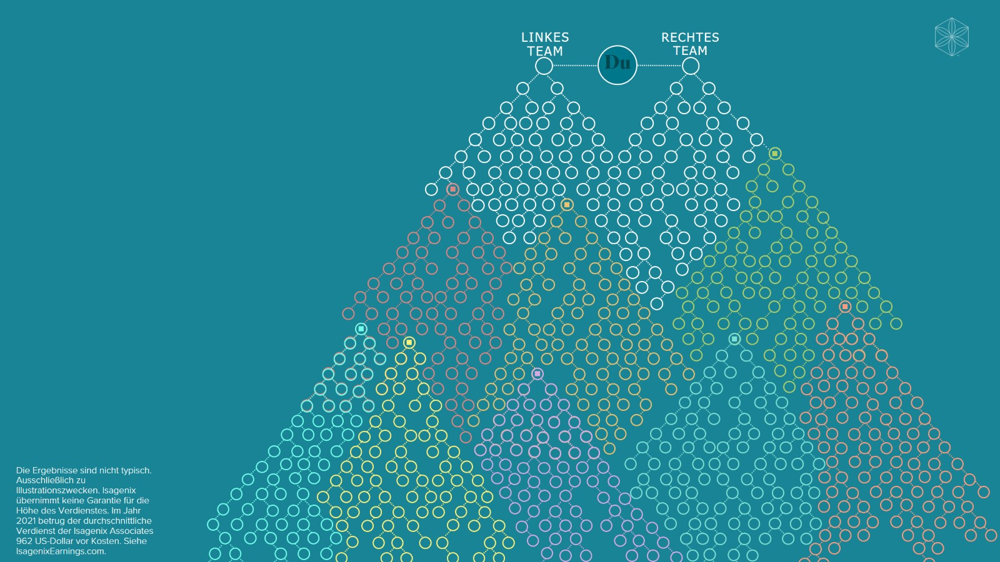 LINKES
TEAM
Du
RECHTES
TEAM
Die Ergebnisse sind nicht typisch.
Ausschließlich zu
Illustrationszwecken. Isagenix
übernimmt keine Garantie für die
Höhe des Verdienstes. Im Jahr
2021 betrug der durchschnittliche
Verdienst der Isagenix Associates
962 US-Dollar vor Kosten. Siehe
IsagenixEarnings.com.